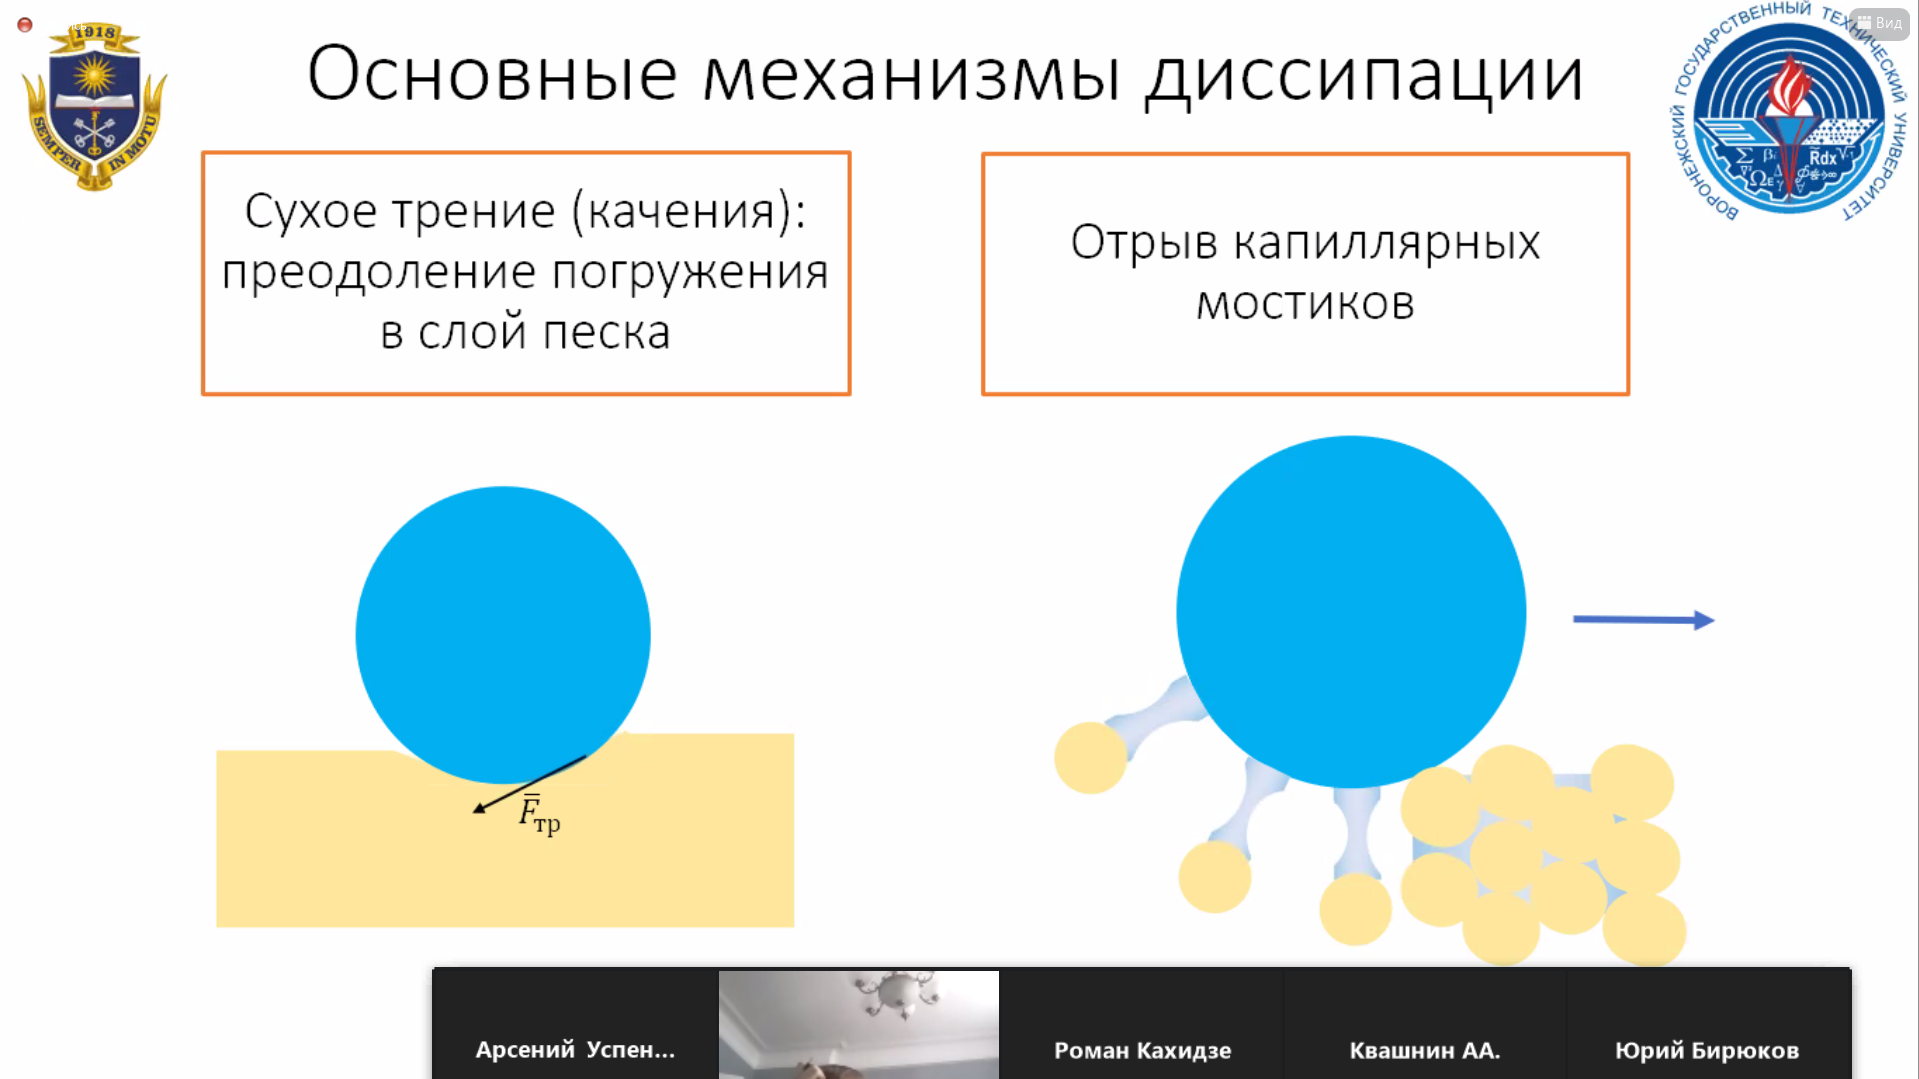 1918
SEMPER IN MOTU
Основные механизмы диссипации
ВОРОНЕЖСКИЙ ГОСУДАРСТВЕННЫЙ ТЕХНИЧЕСКИЙ УНИВЕРСИТЕТ
Вид
Rdx
Сухое трение (качения):
преодоление погружения
в слой песка
Отрыв капиллярных
мостиков
F̅тр
Арсений Успен...
Роман Кахидзе
Квашнин АА.
Юрий Бирюков